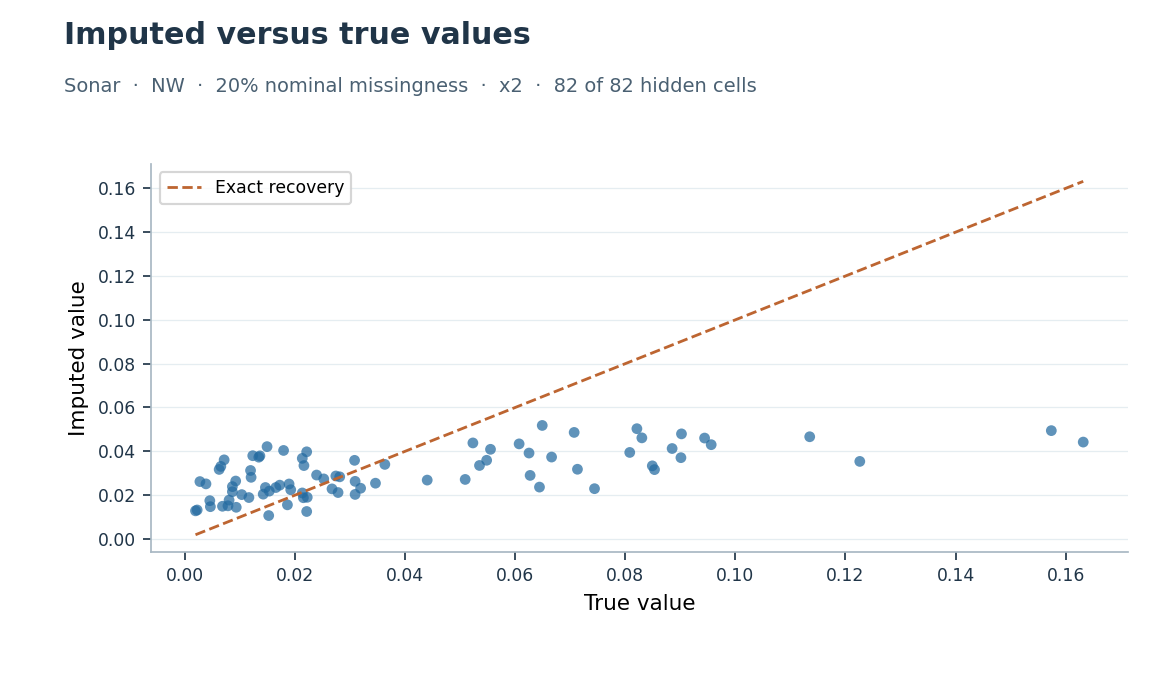 Imputed versus true values
Sonar · NW · 20% nominal missingness · x2 · 82 of 82 hidden cells
Exact recovery
Imputed value
0.16
0.14
0.12
0.10
0.08
0.06
0.04
0.02
0.00
0.00 0.02 0.04 0.06 0.08 0.10 0.12 0.14 0.16
True value